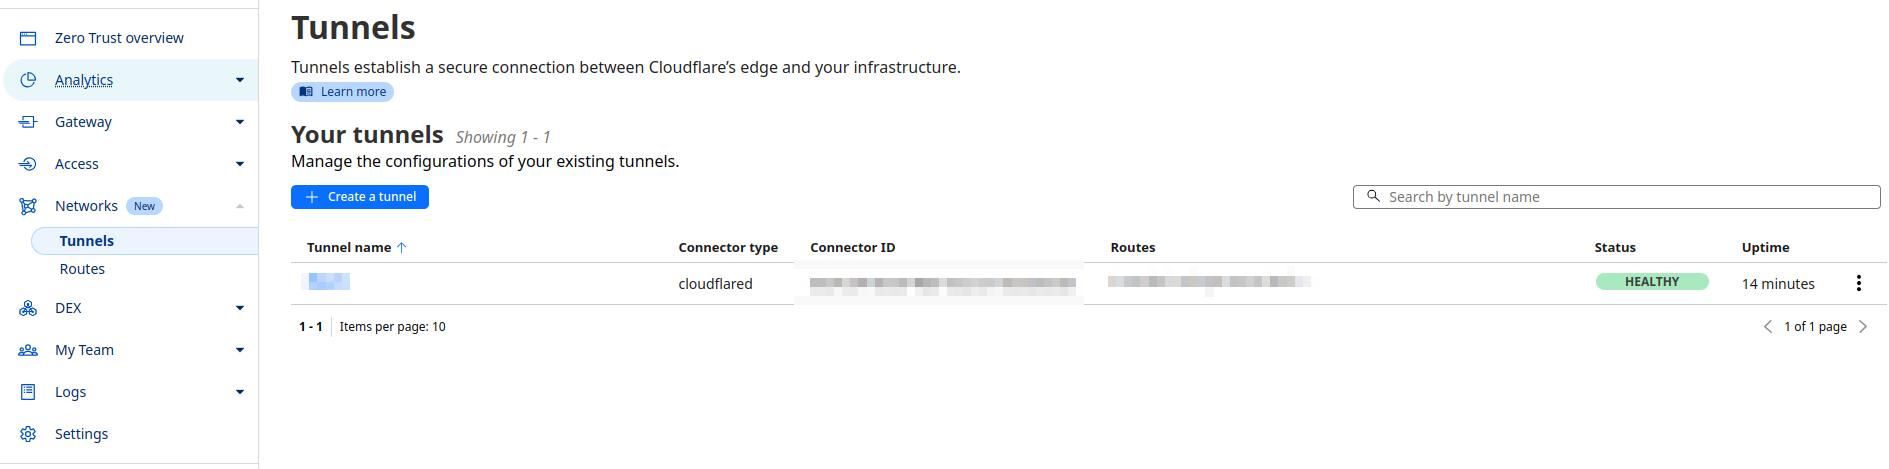 Zero Trust overview
Analytics
Gateway
Access
Networks New
Tunnels
Routes
DEX
My Team
Logs
Settings
Tunnels
Tunnels establish a secure connection between Cloudflare’s edge and your infrastructure.
Learn more
Your tunnels Showing 1 - 1
Manage the configurations of your existing tunnels.
Create a tunnel
Search by tunnel name
Tunnel name Connector type Connector ID Routes Status Uptime
cloudflared HEALTHY 14 minutes
1 - 1 Items per page: 10 1 of 1 page